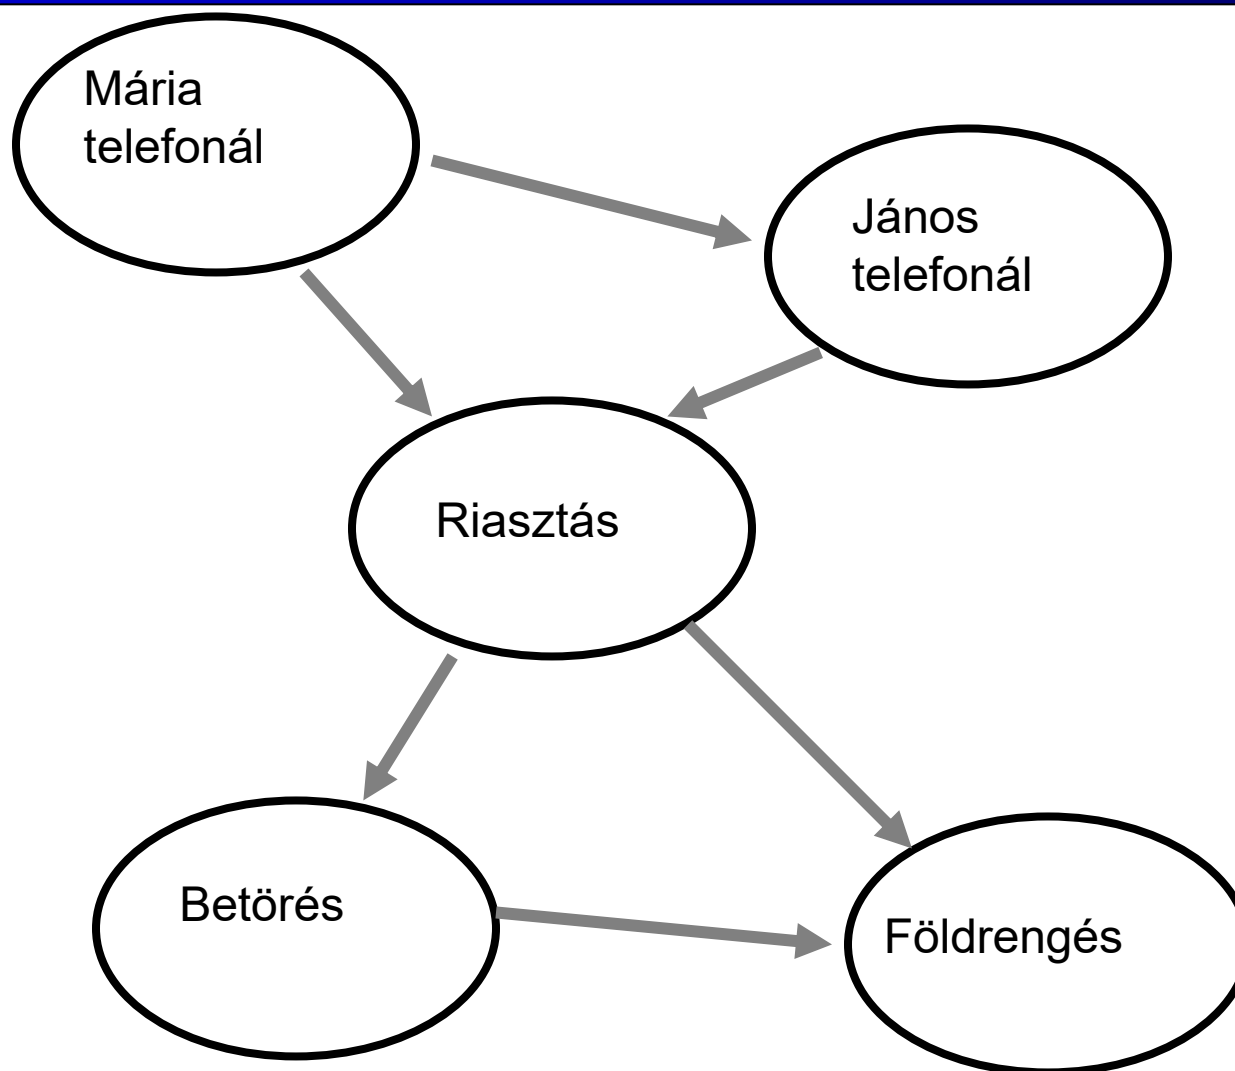 Mária
telefonál
János
telefonál
Riasztás
Betörés
Földrengés